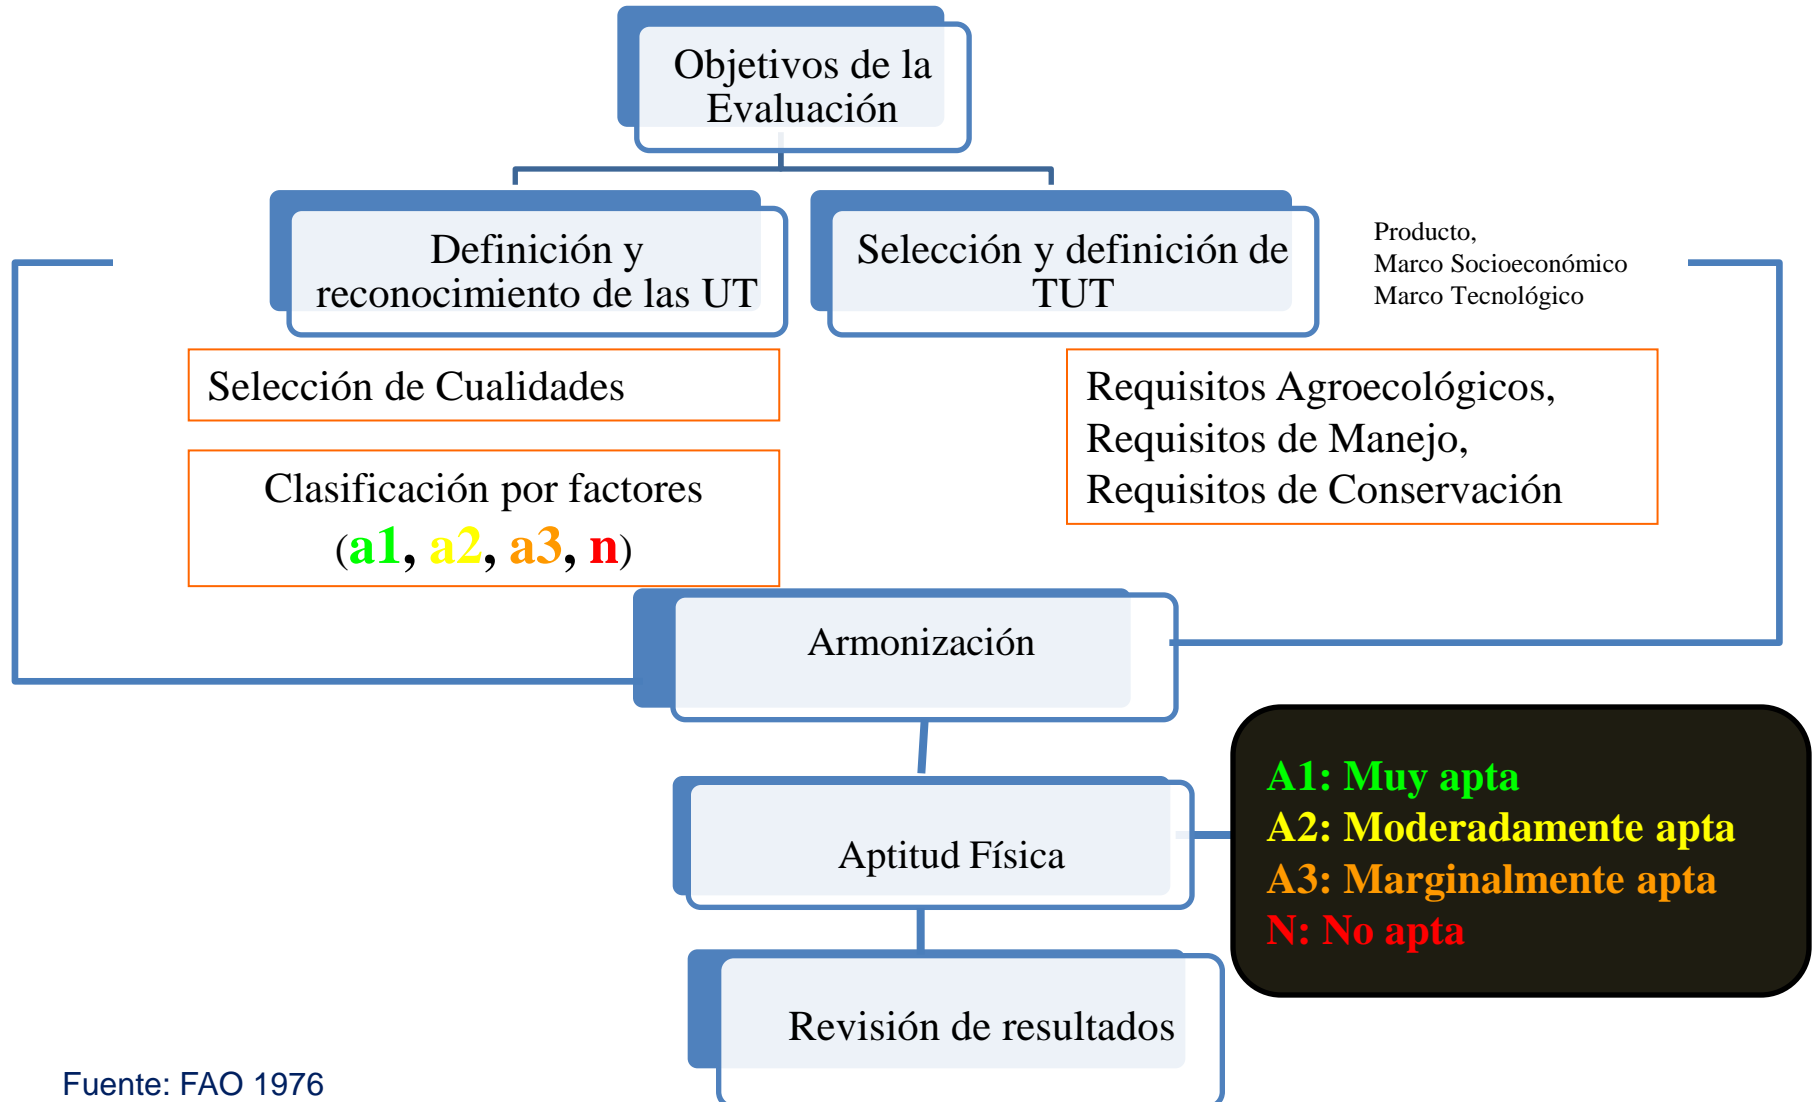 Objetivos de la
Evaluación
Definición y
reconocimiento de las UT
Selección y definición de
TUT
Producto,
Marco Socioeconómico
Marco Tecnológico
Selección de Cualidades
Clasificación por factores
(a1, a2, a3, n)
Requisitos Agroecológicos,
Requisitos de Manejo,
Requisitos de Conservación
Armonización
Aptitud Física
A1: Muy apta
A2: Moderadamente apta
A3: Marginalmente apta
N: No apta
Revisión de resultados
Fuente: FAO 1976